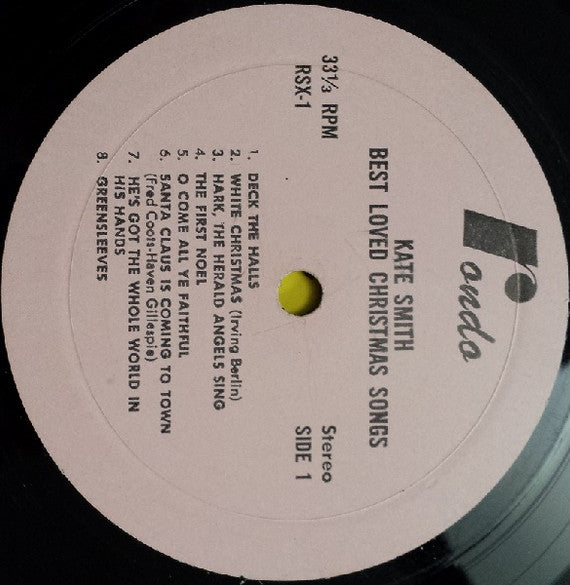 rondo
KATE SMITH
BEST LOVED CHRISTMAS SONGS
33⅓ RPM
RSX-1
Stereo
SIDE 1
1. DECK THE HALLS
2. WHITE CHRISTMAS (Irving Berlin)
3. HARK, THE HERALD ANGELS SING
4. THE FIRST NOEL
5. O COME ALL YE FAITHFUL
6. SANTA CLAUS IS COMING TO TOWN
(Fred Coots-Haven Gillespie)
7. HE'S GOT THE WHOLE WORLD IN
HIS HANDS
8. GREENSLEEVES